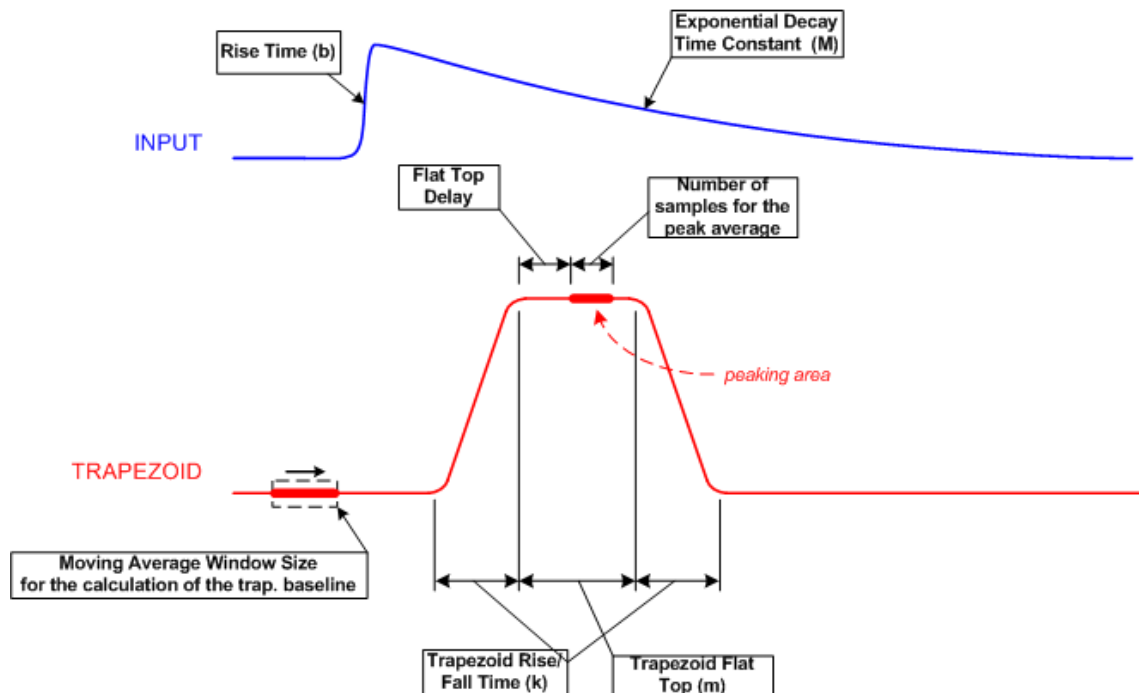 Exponential Decay
Time Constant (M)
Rise Time (b)
INPUT
Flat Top
Delay
Number of
samples for the
peak average
peaking area
TRAPEZOID
Moving Average Window Size
for the calculation of the trap. baseline
Trapezoid Rise/
Fall Time (k)
Trapezoid Flat
Top (m)